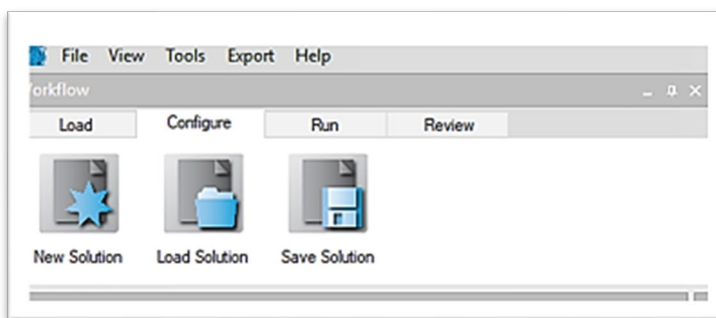 File View Tools Export Help
orkflow
Load Configure Run Review
New Solution Load Solution Save Solution